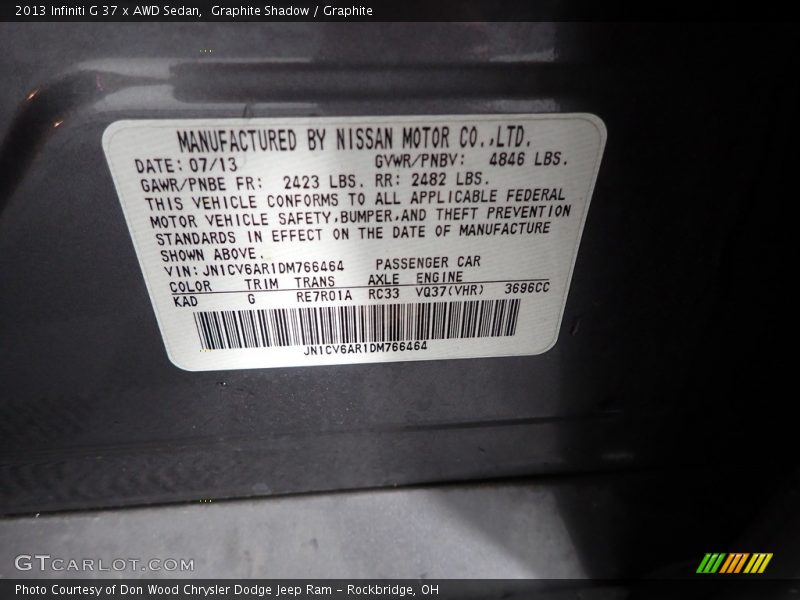 2013 Infiniti G 37 x AWD Sedan,  Graphite Shadow / Graphite
MANUFACTURED BY NISSAN MOTOR CO.,LTD.
DATE: 07/13 GVWR/PNBV: 4846 LBS.
GAWR/PNBE FR: 2423 LBS. RR: 2482 LBS.
THIS VEHICLE CONFORMS TO ALL APPLICABLE FEDERAL
MOTOR VEHICLE SAFETY,BUMPER,AND THEFT PREVENTION
STANDARDS IN EFFECT ON THE DATE OF MANUFACTURE
SHOWN ABOVE.
VIN: JN1CV6AR1DM766464 PASSENGER CAR
COLOR TRIM TRANS AXLE ENGINE
KAD G RE7R01A RC33 VQ37(VHR) 3696CC
JN1CV6AR1DM766464
GTCARLOT.COM
Photo Courtesy of Don Wood Chrysler Dodge Jeep Ram – Rockbridge, OH